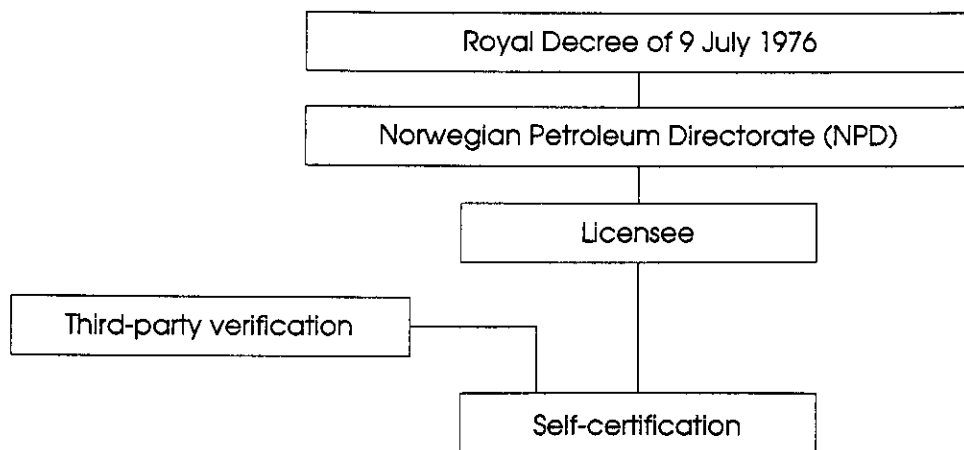 Royal Decree of 9 July 1976
Norwegian Petroleum Directorate (NPD)
Licensee
Third-party verification
Self-certification